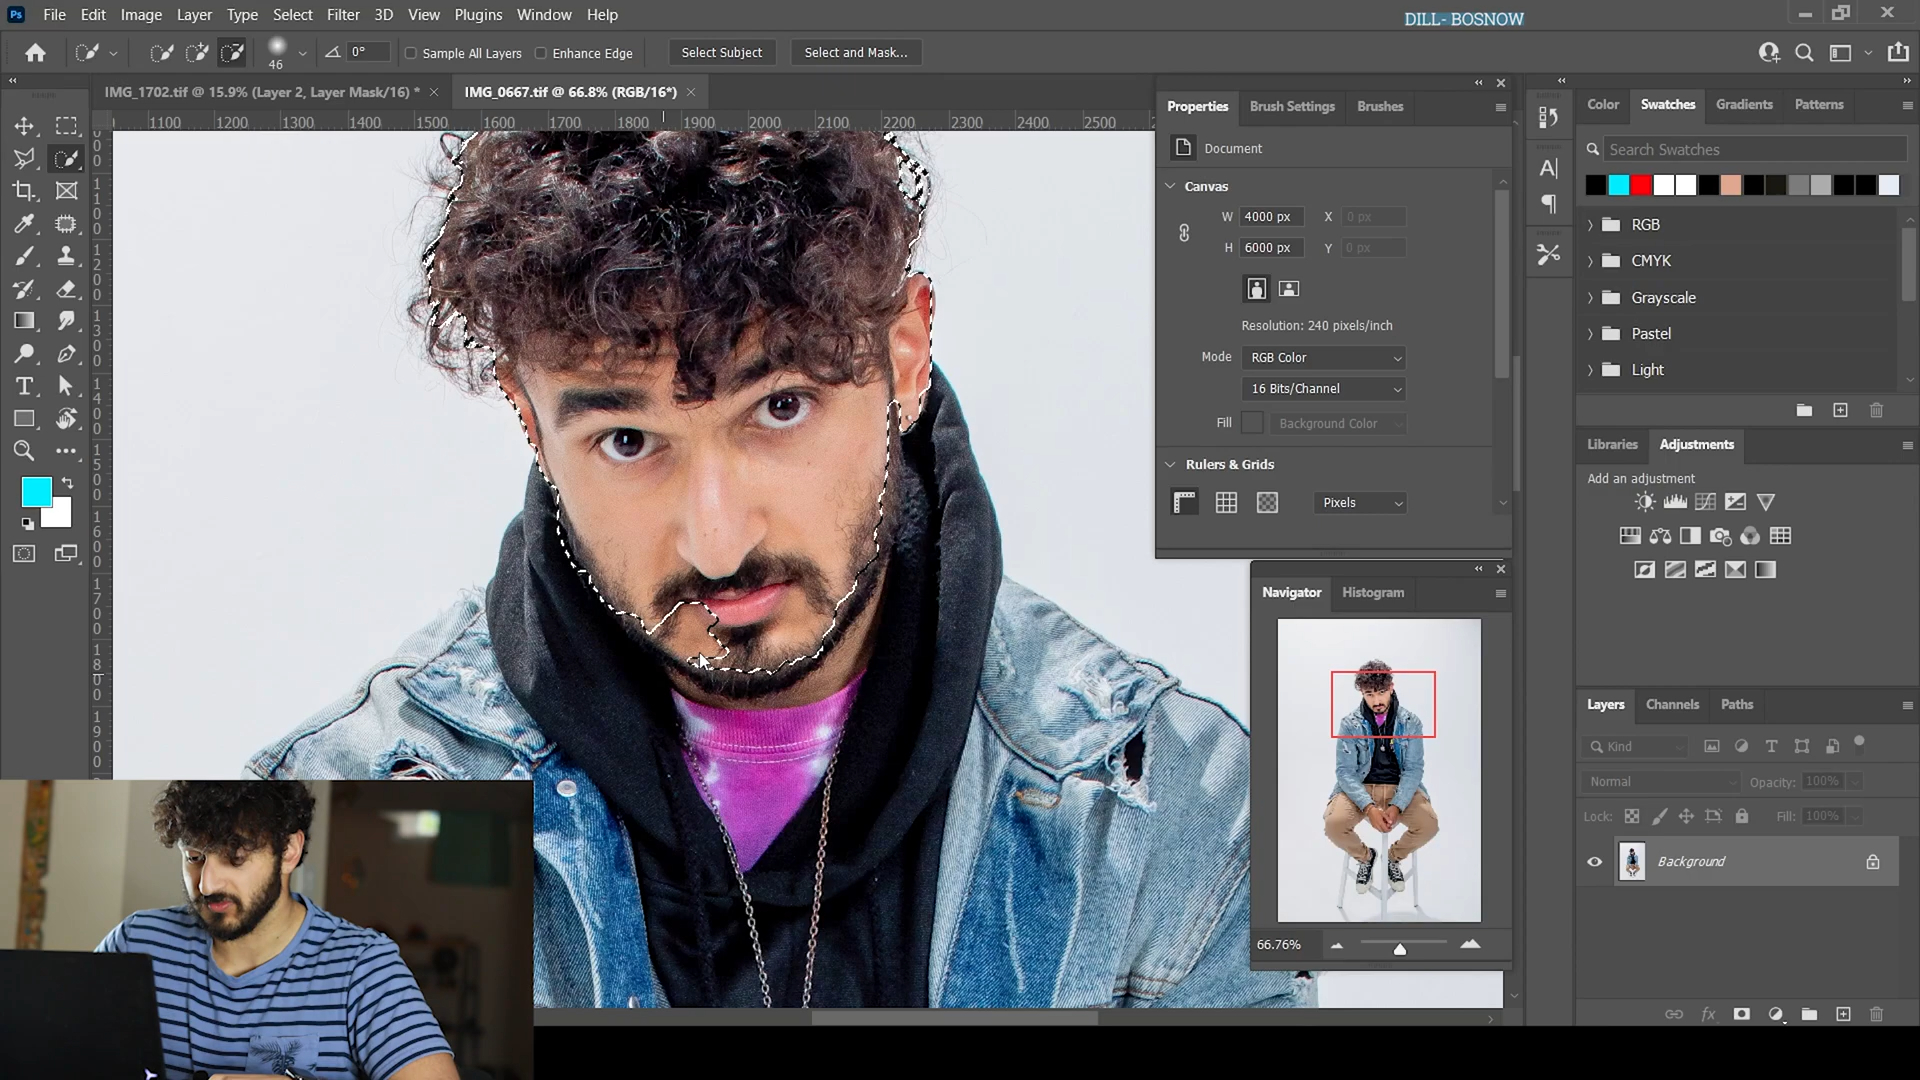 Ps File Edit Image Layer Type Select Filter 3D View Plugins Window Help
DILL- BOSNOW
46 0° Sample All Layers Enhance Edge Select Subject Select and Mask...
IMG_1702.tif @ 15.9% (Layer 2, Layer Mask/16) * IMG_0667.tif @ 66.8% (RGB/16*)
1100 1200 1300 1400 1500 1600 1700 1800 1900 2000 2100 2200 2300 2400 2500
Properties Brush Settings Brushes
Document
Canvas
W 4000 px X 0 px
H 6000 px Y 0 px
Resolution: 240 pixels/inch
Mode RGB Color
16 Bits/Channel
Fill Background Color
Rulers & Grids
Pixels
Navigator Histogram
66.76%
Color Swatches Gradients Patterns
Search Swatches
RGB
CMYK
Grayscale
Pastel
Light
Libraries Adjustments
Add an adjustment
Layers Channels Paths
Kind
Normal Opacity: 100%
Lock: Fill: 100%
Background